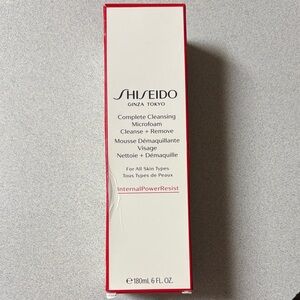 SHISEIDO
GINZA TOKYO
Complete Cleansing
Microfoam
Cleanse + Remove
Mousse Démaquillante
Visage
Nettoie + Démaquille
For All Skin Types
Tous Types de Peaux
InternalPowerResist
℮180mL 6 FL. OZ.